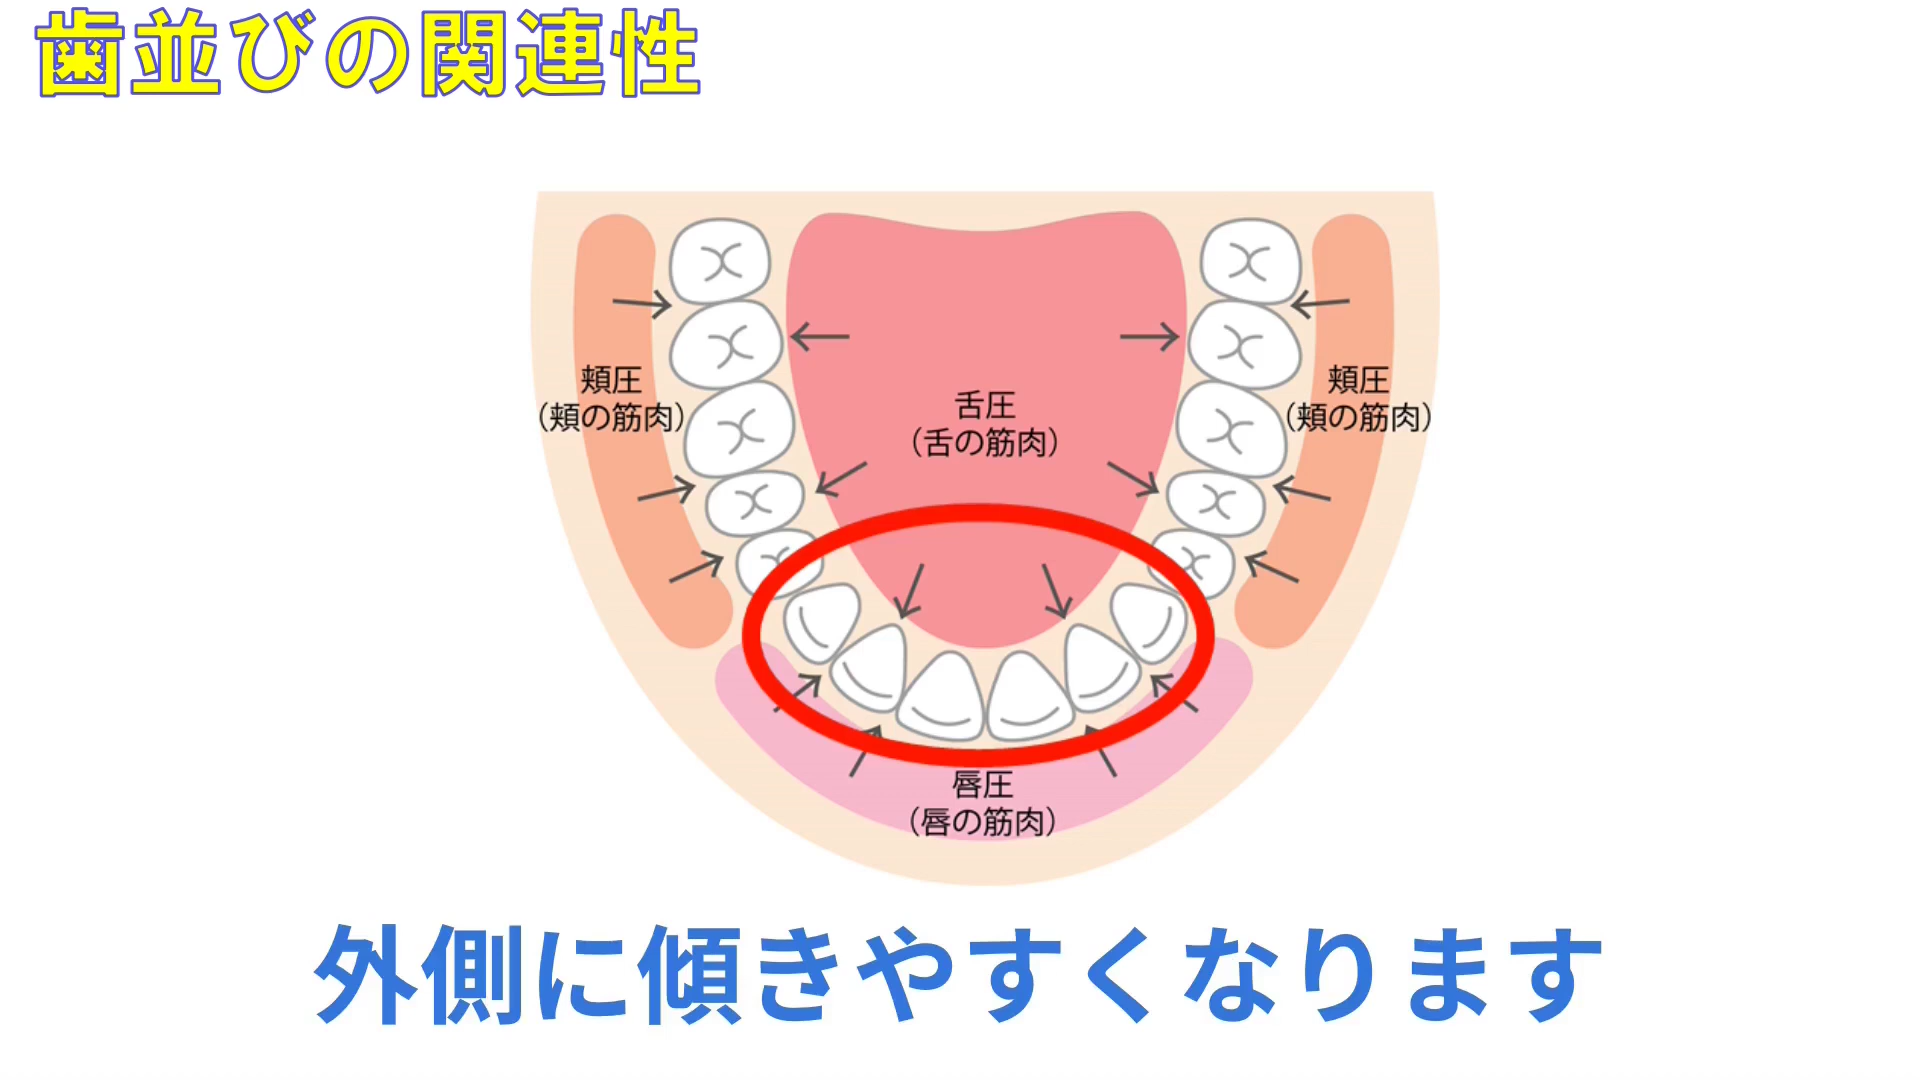 歯並びの関連性
頬圧
（頬の筋肉）
舌圧
（舌の筋肉）
頬圧
（頬の筋肉）
唇圧
（唇の筋肉）
外側に傾きやすくなります